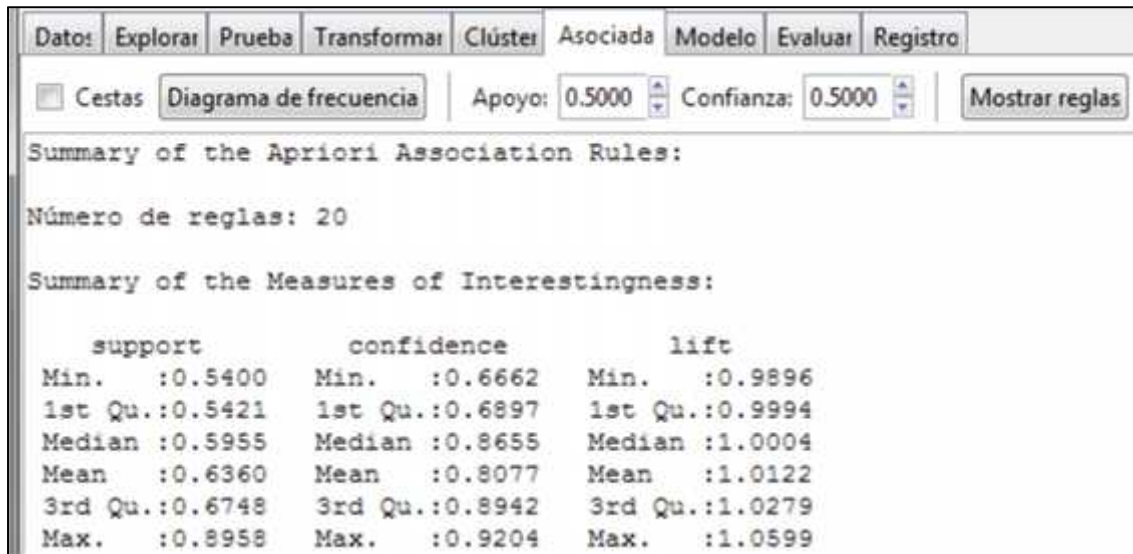 Datos Explorar Prueba Transformar Clúster Asociada Modelo Evaluar Registro
Cestas Diagrama de frecuencia Apoyo: 0.5000 Confianza: 0.5000 Mostrar reglas
Summary of the Apriori Association Rules:
Número de reglas: 20
Summary of the Measures of Interestingness:
support confidence lift
Min. :0.5400 Min. :0.6662 Min. :0.9896
1st Qu.:0.5421 1st Qu.:0.6897 1st Qu.:0.9994
Median :0.5955 Median :0.8655 Median :1.0004
Mean :0.6360 Mean :0.8077 Mean :1.0122
3rd Qu.:0.6748 3rd Qu.:0.8942 3rd Qu.:1.0279
Max. :0.8958 Max. :0.9204 Max. :1.0599